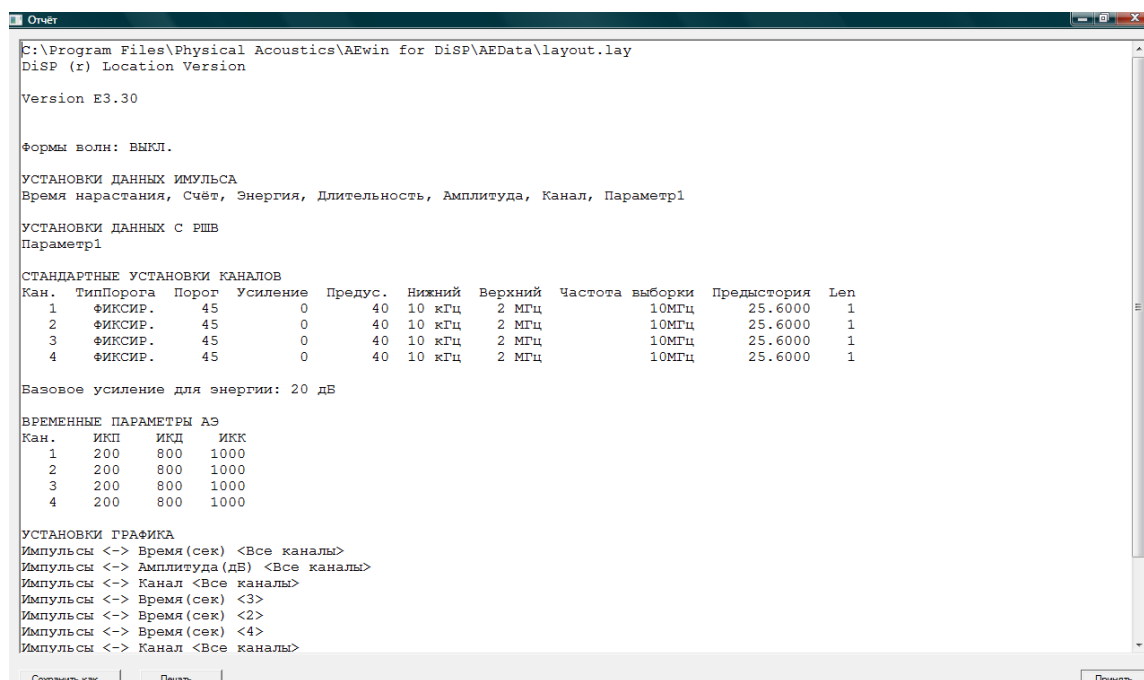 Отчёт
C:\Program Files\Physical Acoustics\AEwin for DiSP\AEData\layout.lay
DiSP (r) Location Version
Version E3.30
Формы волн: ВЫКЛ.
УСТАНОВКИ ДАННЫХ ИМУЛЬСА
Время нарастания, Счёт, Энергия, Длительность, Амплитуда, Канал, Параметр1
УСТАНОВКИ ДАННЫХ С РШВ
Параметр1
СТАНДАРТНЫЕ УСТАНОВКИ КАНАЛОВ
Кан. ТипПорога Порог Усиление Предус. Нижний Верхний Частота выборки Предыстория Len
1 ФИКСИР. 45 0 40 10 кГц 2 МГц 10МГц 25.6000 1
2 ФИКСИР. 45 0 40 10 кГц 2 МГц 10МГц 25.6000 1
3 ФИКСИР. 45 0 40 10 кГц 2 МГц 10МГц 25.6000 1
4 ФИКСИР. 45 0 40 10 кГц 2 МГц 10МГц 25.6000 1
Базовое усиление для энергии: 20 дБ
ВРЕМЕННЫЕ ПАРАМЕТРЫ АЭ
Кан. ИКП ИКД ИКК
1 200 800 1000
2 200 800 1000
3 200 800 1000
4 200 800 1000
УСТАНОВКИ ГРАФИКА
Импульсы <-> Время(сек) <Все каналы>
Импульсы <-> Амплитуда(дБ) <Все каналы>
Импульсы <-> Канал <Все каналы>
Импульсы <-> Время(сек) <3>
Импульсы <-> Время(сек) <2>
Импульсы <-> Время(сек) <4>
Импульсы <-> Канал <Все каналы>
Сохранить как Печать Принять